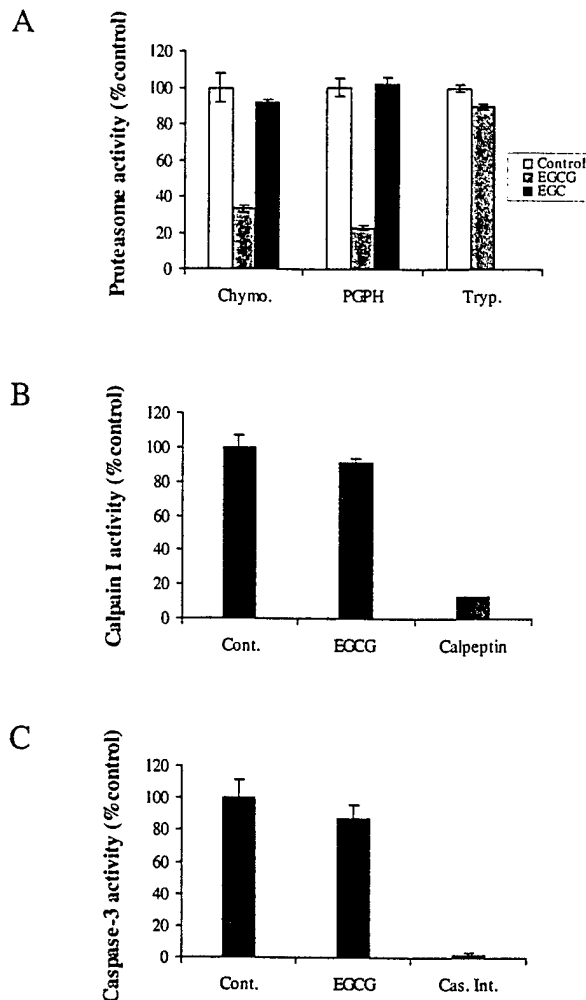 A
Proteasome activity (%control)
120
100
80
60
40
20
0
Chymo.
PGPH
Tryp.
Control
EGCG
EGC
B
Calpain I activity (%control)
120
100
80
60
40
20
0
Cont.
EGCG
Calpeptin
C
Caspase-3 activity (%control)
120
100
80
60
40
20
0
Cont.
EGCG
Cas. Int.